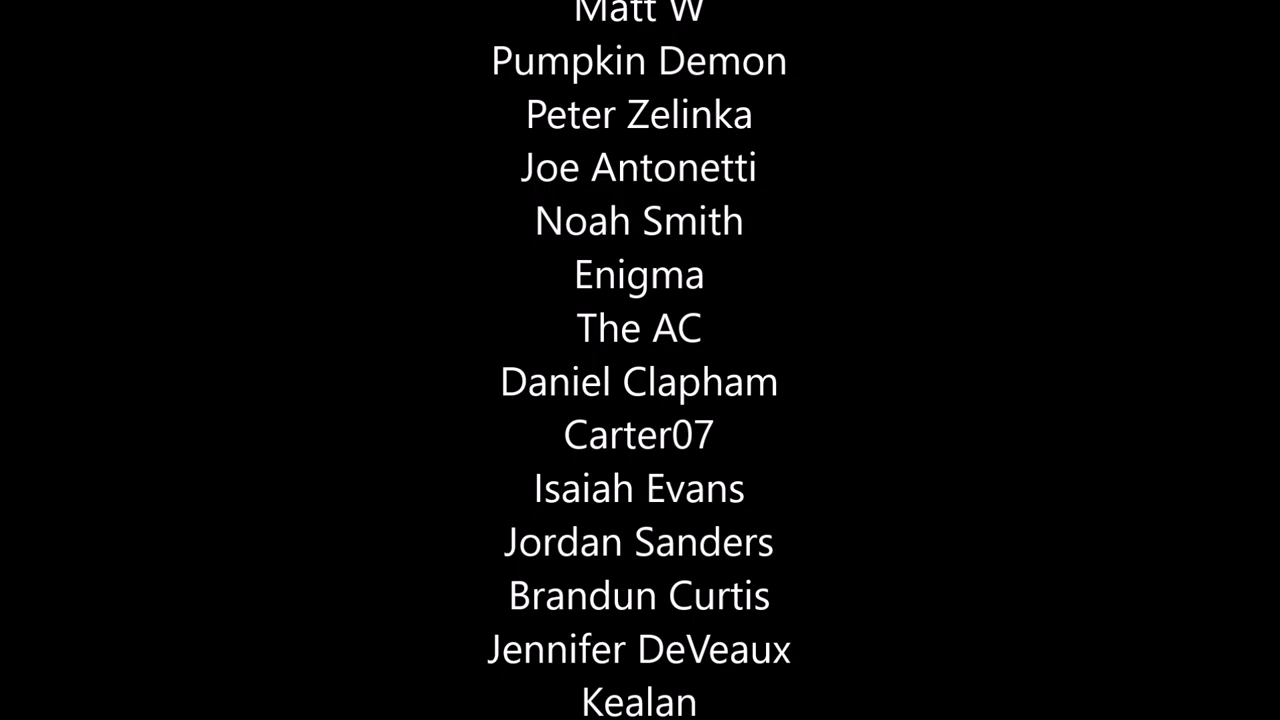 Matt W
Pumpkin Demon
Peter Zelinka
Joe Antonetti
Noah Smith
Enigma
The AC
Daniel Clapham
Carter07
Isaiah Evans
Jordan Sanders
Brandun Curtis
Jennifer DeVeaux
Kealan